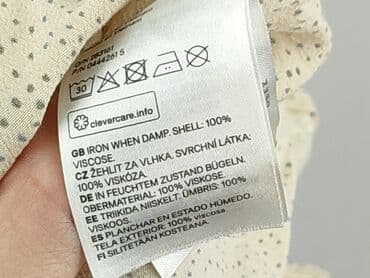 P/N 0444261 5
30
clevercare.info
GB IRON WHEN DAMP. SHELL: 100%
VISCOSE.
CZ ŽEHLIT ZA VLHKA. SVRCHNÍ LÁTKA:
100% VISKÓZA.
DE IN FEUCHTEM ZUSTAND BÜGELN.
OBERMATERIAL: 100% VISKOSE.
EE TRIIKIDA NIISKELT. ÜMBRIS: 100%
VISKOOS.
ES PLANCHAR EN ESTADO HÚMEDO.
TELA EXTERIOR: 100% viscosa.
FI SILITETÄÄN KOSTEANA.